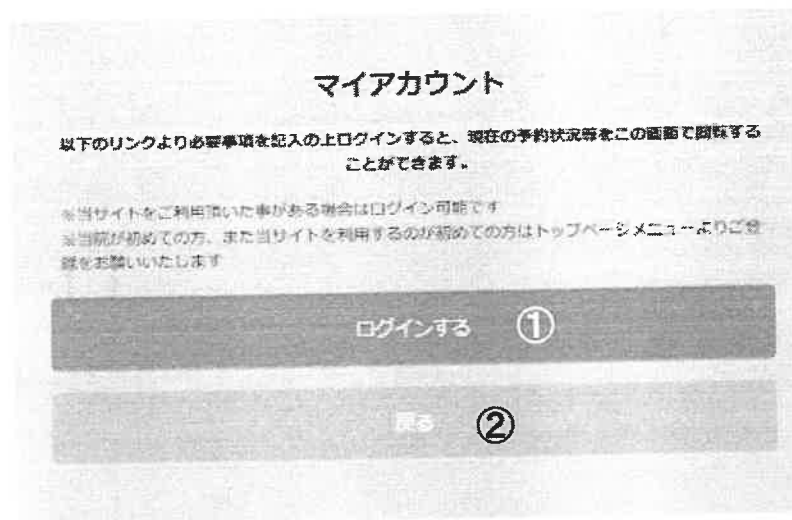 マイアカウント
以下のリンクより必要事項を記入の上ログインすると、現在の予約状況等をこの画面で閲覧する
ことができます。
※当サイトをご利用頂いた事がある場合はログイン可能です
※当院が初めての方、また当サイトを利用するのが初めての方はトップページメニューよりご登
録をお願いいたします
ログインする ①
戻る ②